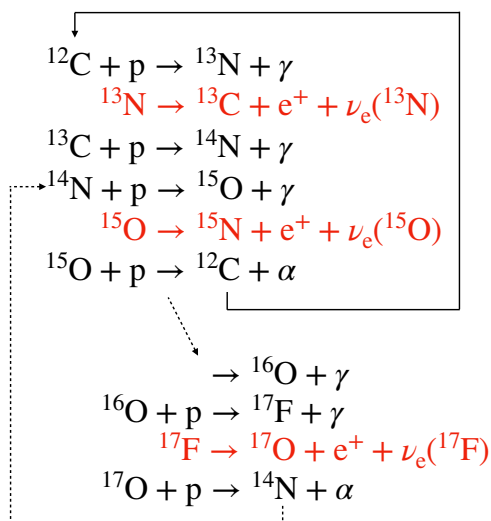 ¹²C + p → ¹³N + γ
¹³N → ¹³C + e⁺ + νₑ(¹³N)
¹³C + p → ¹⁴N + γ
¹⁴N + p → ¹⁵O + γ
¹⁵O → ¹⁵N + e⁺ + νₑ(¹⁵O)
¹⁵O + p → ¹²C + α
→ ¹⁶O + γ
¹⁶O + p → ¹⁷F + γ
¹⁷F → ¹⁷O + e⁺ + νₑ(¹⁷F)
¹⁷O + p → ¹⁴N + α